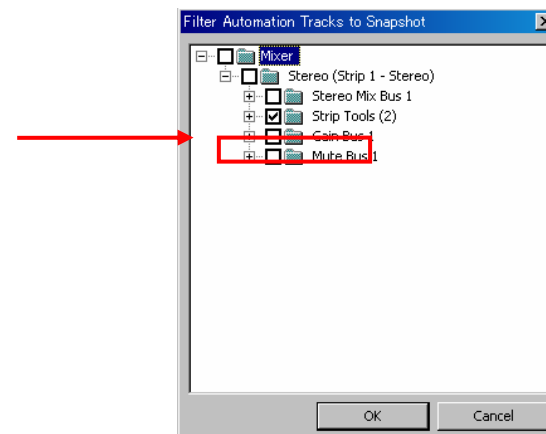 Filter Automation Tracks to Snapshot
Mixer
Stereo (Strip 1 - Stereo)
Stereo Mix Bus 1
Strip Tools (2)
Gain Bus 1
Mute Bus 1
OK Cancel